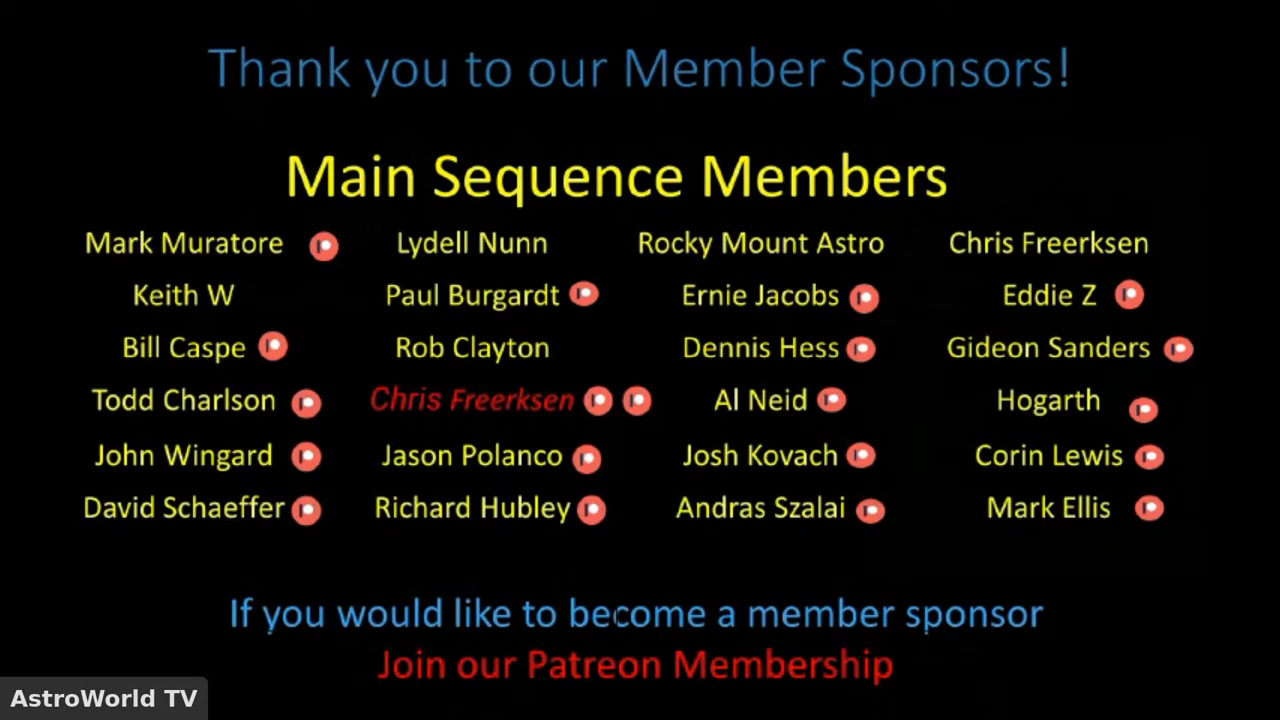 Thank you to our Member Sponsors!
Main Sequence Members
Mark Muratore Lydell Nunn Rocky Mount Astro Chris Freerksen
Keith W Paul Burgardt Ernie Jacobs Eddie Z
Bill Caspe Rob Clayton Dennis Hess Gideon Sanders
Todd Charlson Chris Freerksen Al Neid Hogarth
John Wingard Jason Polanco Josh Kovach Corin Lewis
David Schaeffer Richard Hubley Andras Szalai Mark Ellis
If you would like to become a member sponsor
Join our Patreon Membership
AstroWorld TV